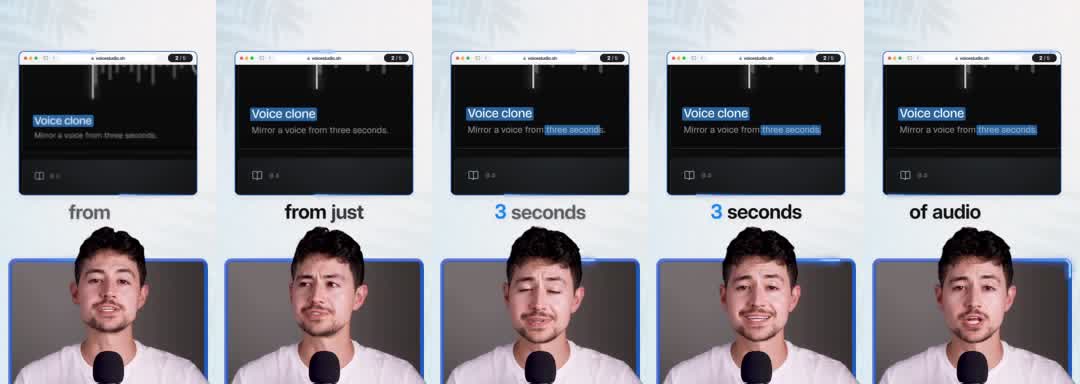 voicestudio.sh 2 / 5
Voice clone
Mirror a voice from three seconds.
from
voicestudio.sh 2 / 5
Voice clone
Mirror a voice from three seconds.
from just
voicestudio.sh 2 / 5
Voice clone
Mirror a voice from three seconds.
3 seconds
voicestudio.sh 2 / 5
Voice clone
Mirror a voice from three seconds.
3 seconds
voicestudio.sh 2 / 5
Voice clone
Mirror a voice from three seconds.
of audio